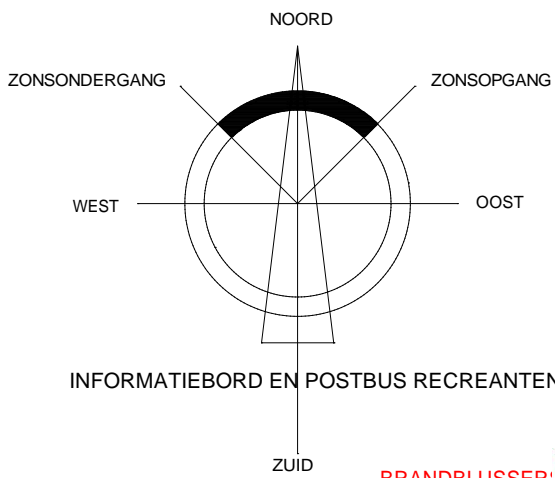 NOORD
ZONSONDERGANG
ZONSOPGANG
WEST
OOST
INFORMATIEBORD EN POSTBUS RECREANTEN
ZUID